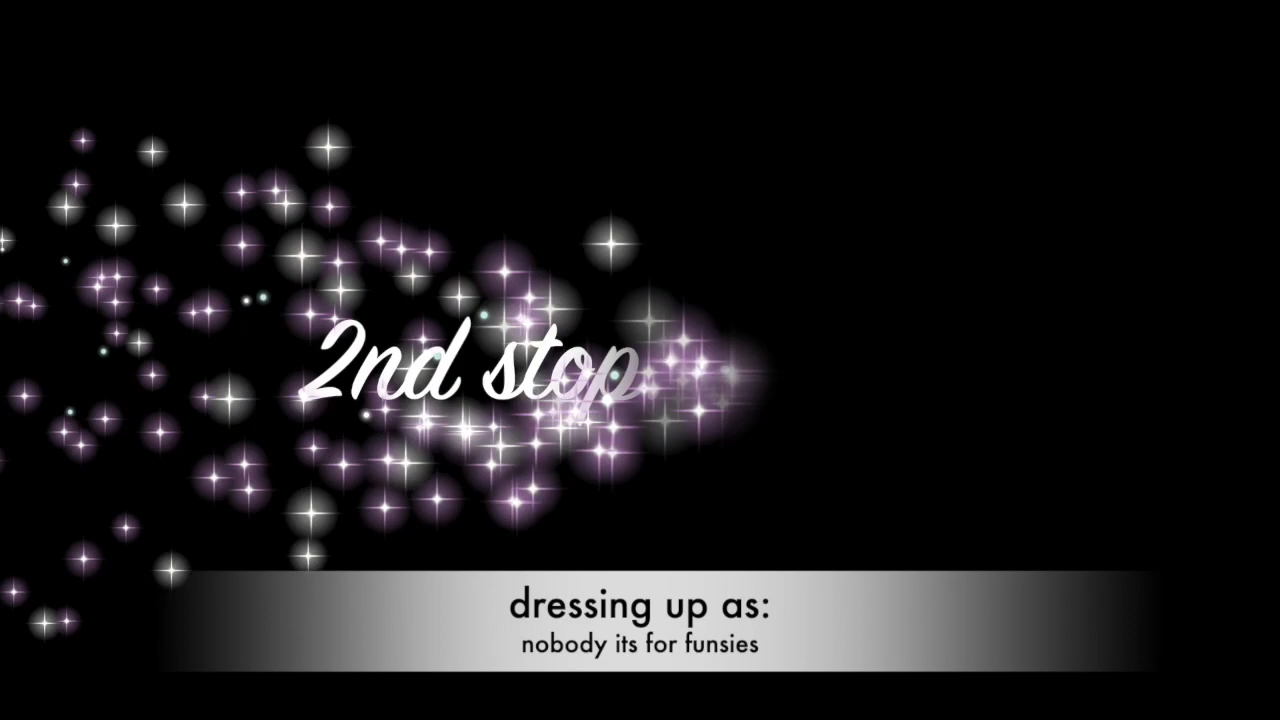 2nd stop
dressing up as:
nobody its for funsies